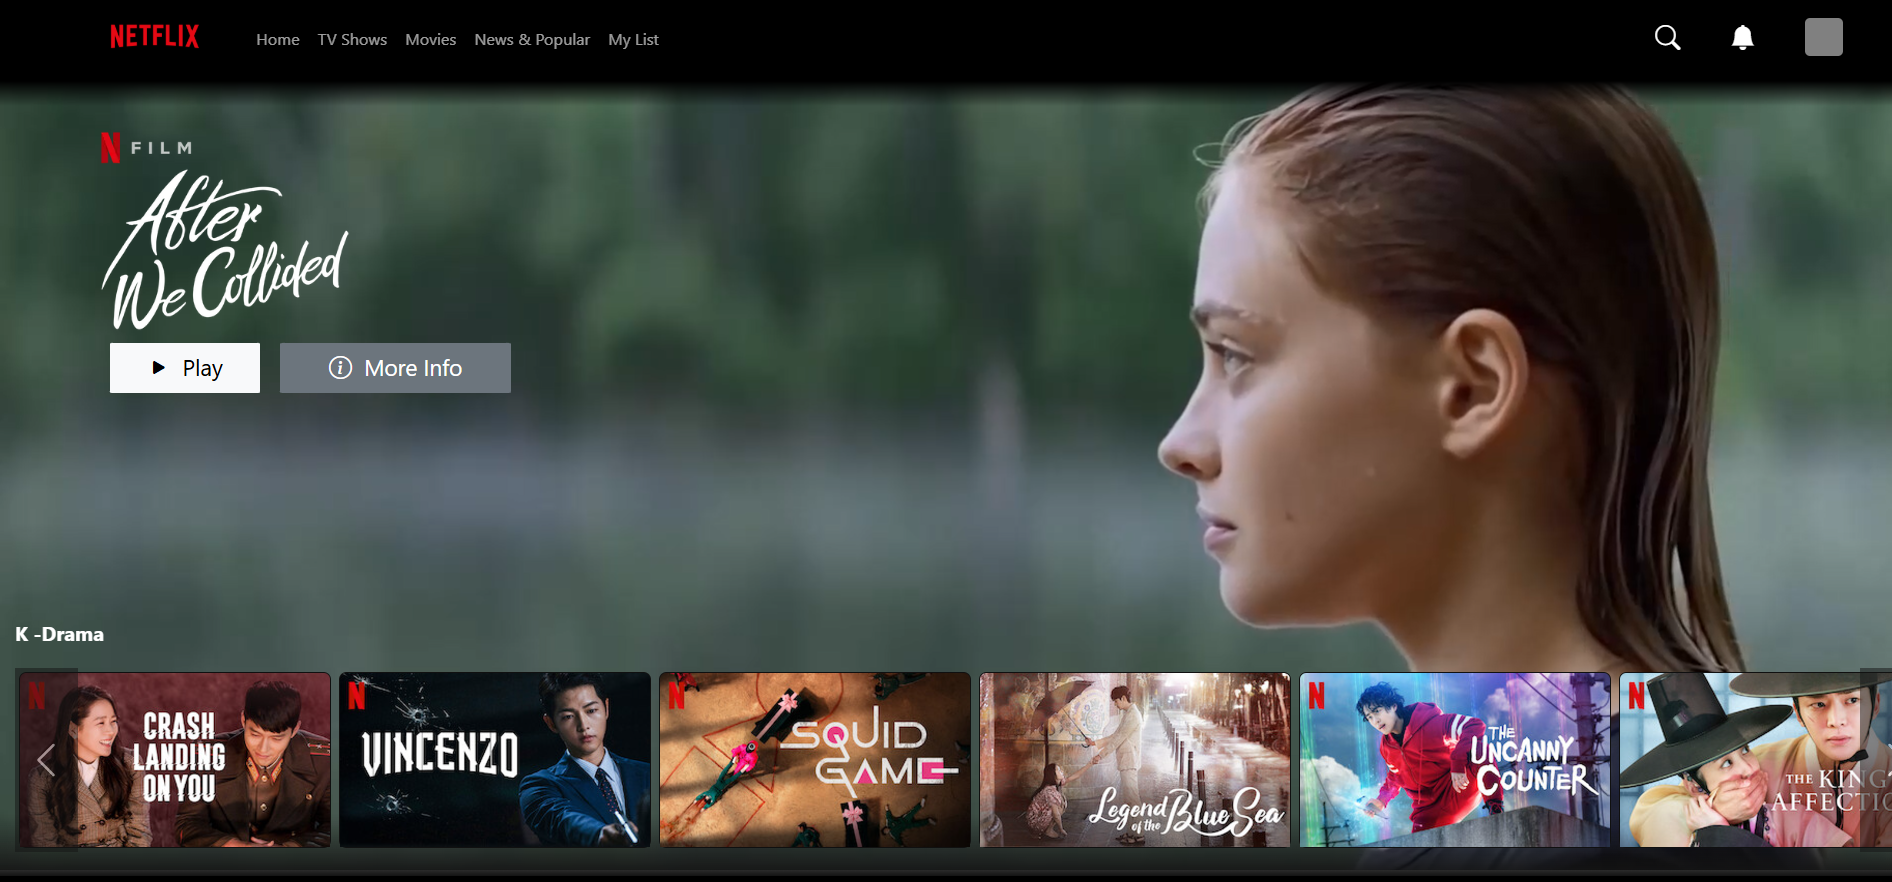 NETFLIX
Home TV Shows Movies News & Popular My List
N FILM
After
We Collided
Play
More Info
K -Drama
N
CRASH
LANDING
ON YOU
N
VINCENZO
N
SQUID
GAME
Legend
of the Blue Sea
N
THE
UNCANNY
COUNTER
N
THE KING'
AFFECTIO